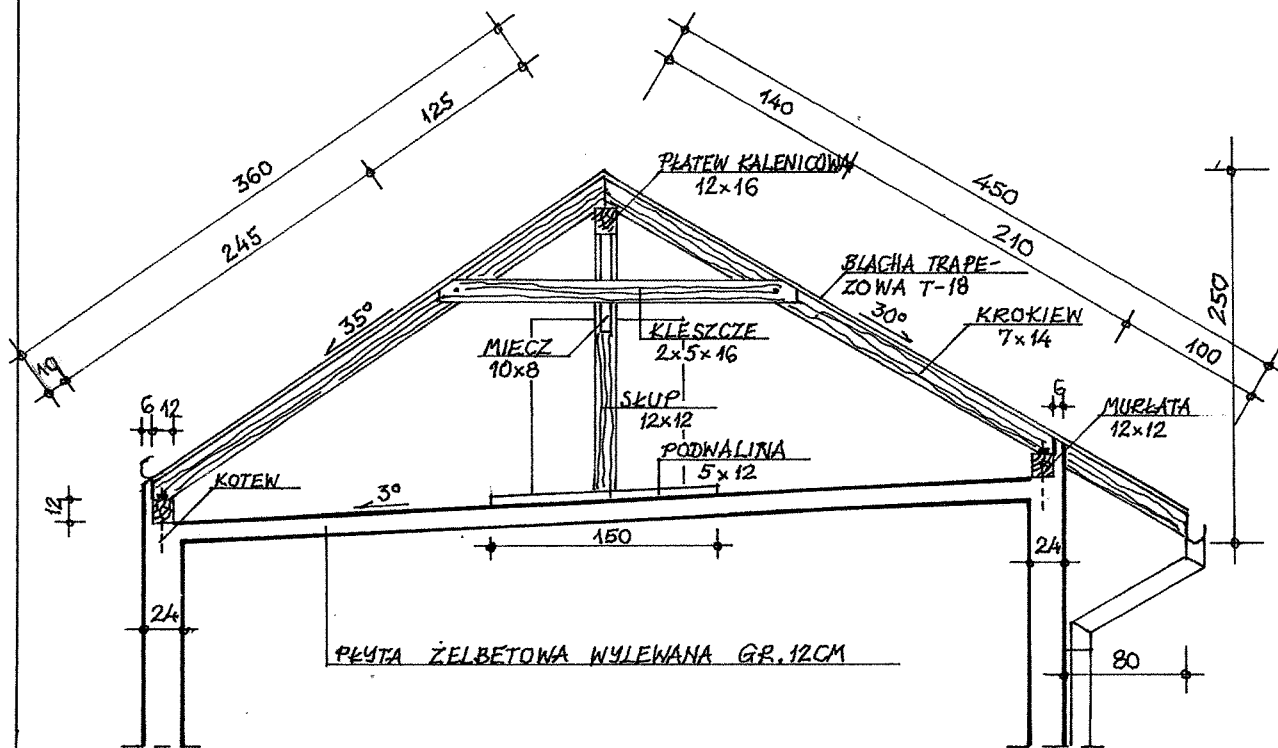 360
125
245
10
140
450
210
100
250
PŁATEW KALENICOWA
12×16
BLACHA TRAPE-
ZOWA T-18
35°
30°
KROKIEW
7×14
MIECZ
10×8
KLESZCZE
2×5×16
SŁUP
12×12
PODWALINA
5×12
6 12
6
MURŁATA
12×12
KOTEW
12
3°
150
24
24
PŁYTA ŻELBETOWA WYLEWANA GR. 12CM
80